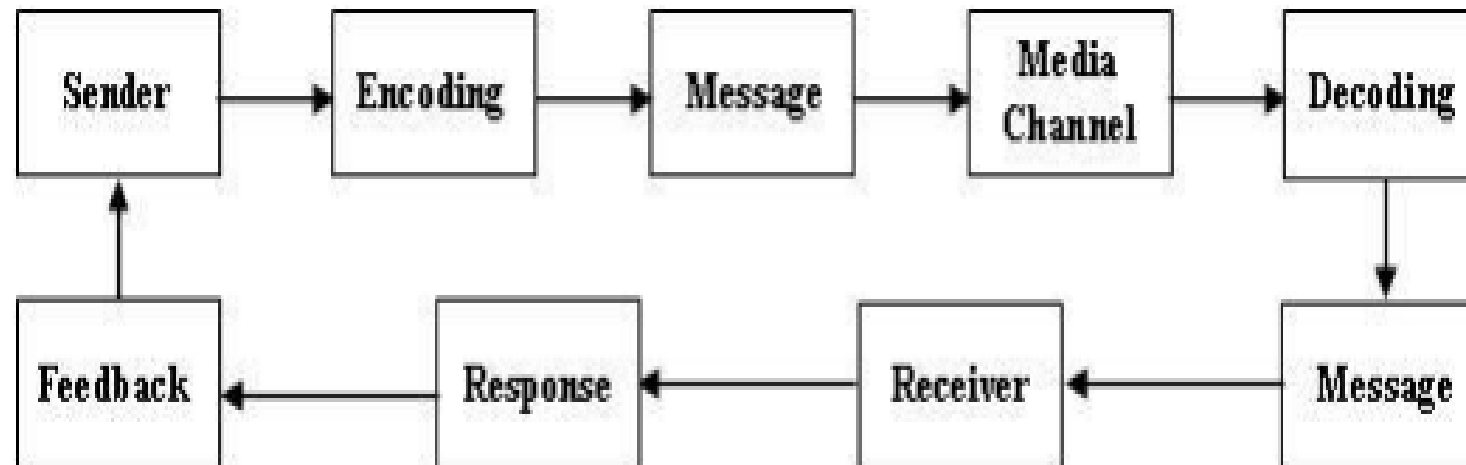 Sender
Encoding
Message
Media
Channel
Decoding
Feedback
Response
Receiver
Message